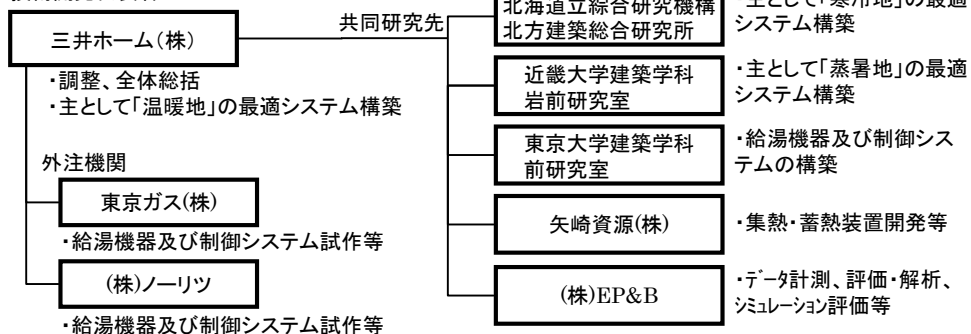 共同研究先
三井ホーム(株)
・調整、全体総括
・主として「温暖地」の最適システム構築
外注機関
東京ガス(株)
・給湯機器及び制御システム試作等
(株)ノーリツ
・給湯機器及び制御システム試作等
北海道立総合研究機構
北方建築総合研究所
・主として「寒冷地」の最適
システム構築
近畿大学建築学科
岩前研究室
・主として「蒸暑地」の最適
システム構築
東京大学建築学科
前研究室
・給湯機器及び制御シス
テムの構築
矢崎資源(株)
・集熱・蓄熱装置開発等
(株)EP&B
・ﾃﾞｰﾀ計測、評価・解析、
ｼﾐｭﾚｰｼｮﾝ評価等